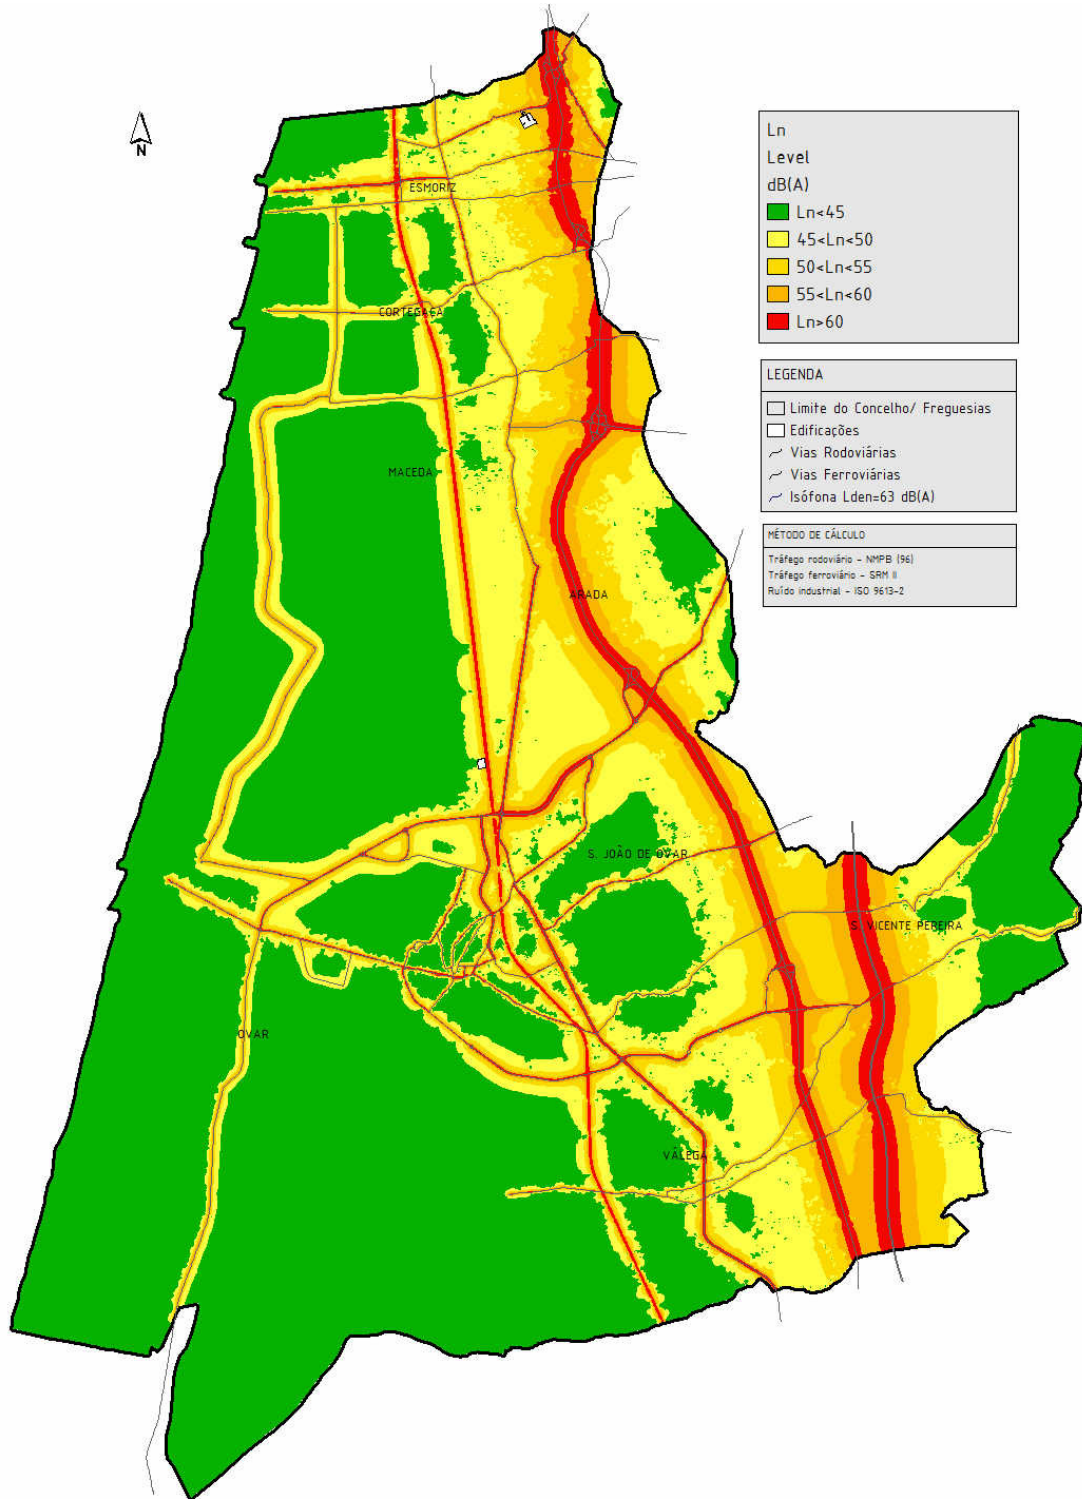 Ln
Level
dB(A)
Ln<45
45<Ln<50
50<Ln<55
55<Ln<60
Ln>60
LEGENDA
Limite do Concelho/ Freguesias
Edificações
Vias Rodoviárias
Vias Ferroviárias
Isófona Lden=63 dB(A)
MÉTODO DE CÁLCULO
Tráfego rodoviário - NMPB (96)
Tráfego ferroviário - SRM II
Ruído industrial - ISO 9613-2
N
ESMORIZ
CORTEGAÇA
MACEDA
ARADA
S. JOÃO DE OVAR
S. VICENTE PEREIRA
OVAR
VÁLEGA